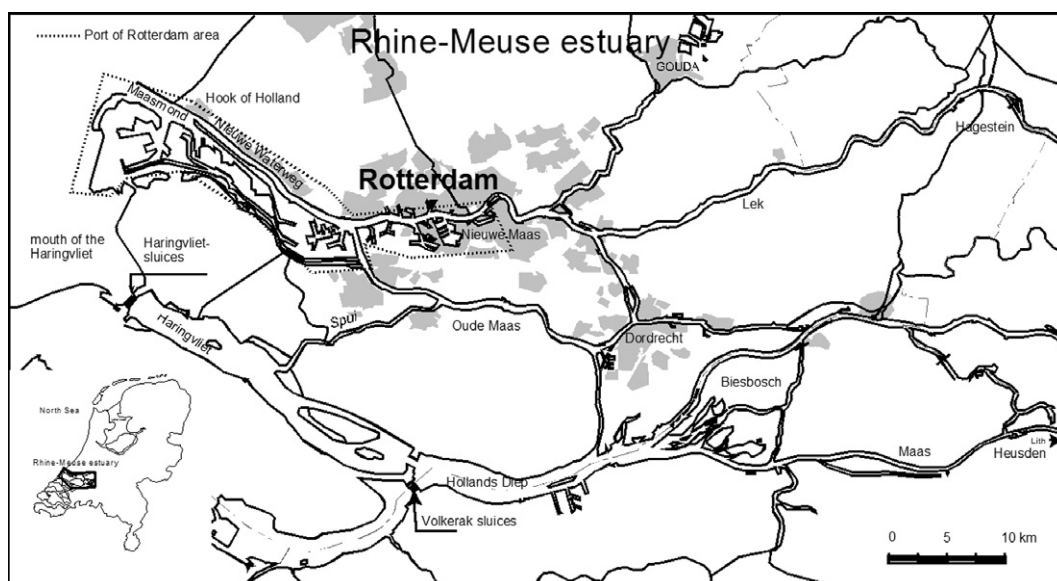 Rhine-Meuse estuary
Port of Rotterdam area
GOUDA
Maasmond
Hook of Holland
Nieuwe Waterweg
Hagestein
Rotterdam
Lek
mouth of the
Haringvliet
Haringvliet-
sluices
Nieuwe Maas
Haringvliet
Spui
Oude Maas
Dordrecht
Biesbosch
North Sea
Rhine-Meuse estuary
Hollands Diep
Maas
Lith
Heusden
Volkerak sluices
0 5 10 km